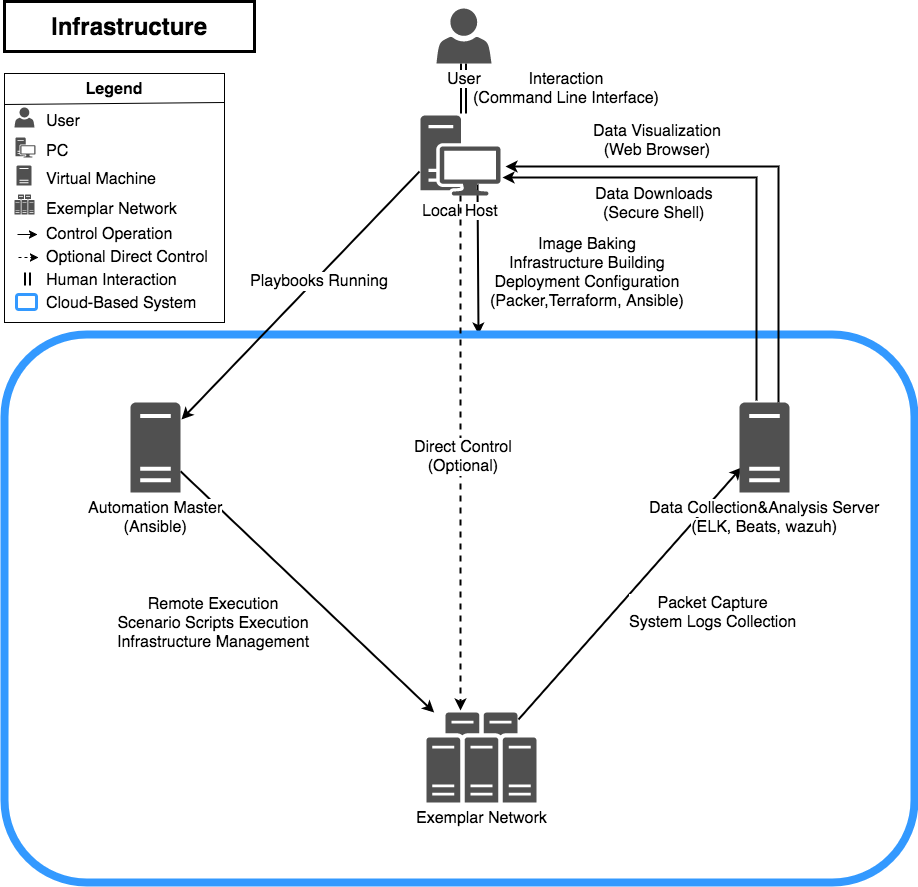 Infrastructure
Legend
User
PC
Virtual Machine
Exemplar Network
Control Operation
Optional Direct Control
Human Interaction
Cloud-Based System
User
Interaction
(Command Line Interface)
Data Visualization
(Web Browser)
Data Downloads
(Secure Shell)
Local Host
Image Baking
Infrastructure Building
Deployment Configuration
(Packer,Terraform, Ansible)
Playbooks Running
Direct Control
(Optional)
Automation Master
(Ansible)
Data Collection&Analysis Server
(ELK, Beats, wazuh)
Remote Execution
Scenario Scripts Execution
Infrastructure Management
Packet Capture
System Logs Collection
Exemplar Network